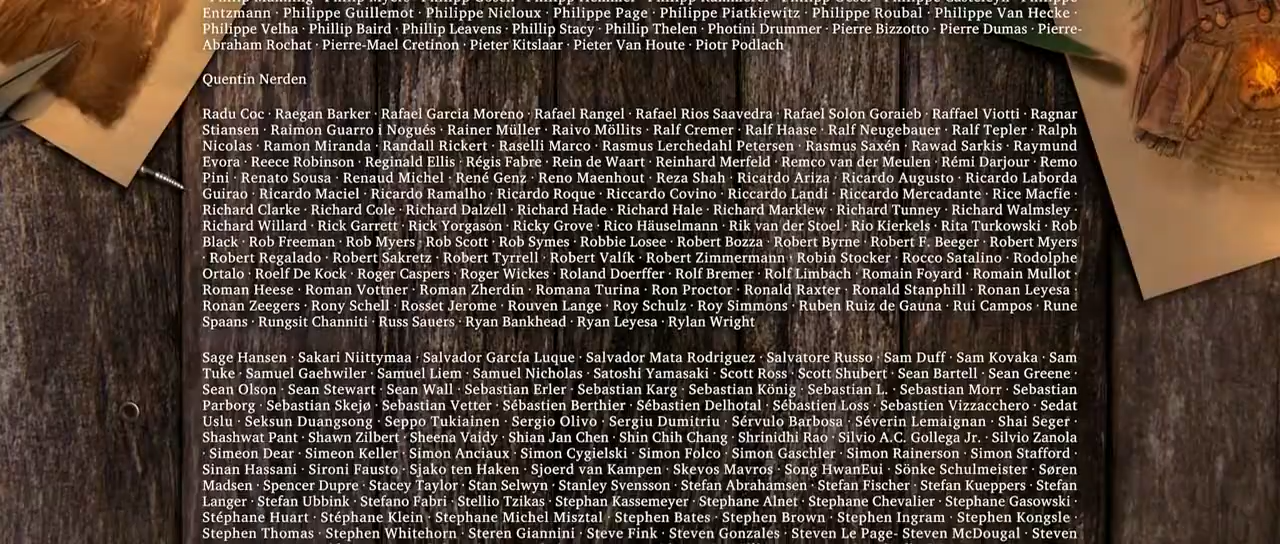 Entzmann · Philippe Guillemot · Philippe Nicloux · Philippe Page · Philippe Piatkiewitz · Philippe Roubal · Philippe Van Hecke ·
Philippe Velha · Phillip Baird · Phillip Leavens · Phillip Stacy · Phillip Thelen · Photini Drummer · Pierre Bizzotto · Pierre Dumas · Pierre-
Abraham Rochat · Pierre-Mael Cretinon · Pieter Kitslaar · Pieter Van Houte · Piotr Podlach
Quentin Nerden
Radu Coc · Raegan Barker · Rafael Garcia Moreno · Rafael Rangel · Rafael Rios Saavedra · Rafael Solon Goraieb · Raffael Viotti · Ragnar
Stiansen · Raimon Guarro i Nogués · Rainer Müller · Raivo Möllits · Ralf Cremer · Ralf Haase · Ralf Neugebauer · Ralf Tepler · Ralph
Nicolas · Ramon Miranda · Randall Rickert · Raselli Marco · Rasmus Lerchedahl Petersen · Rasmus Saxén · Rawad Sarkis · Raymund
Evora · Reece Robinson · Reginald Ellis · Régis Fabre · Rein de Waart · Reinhard Merfeld · Remco van der Meulen · Rémi Darjour · Remo
Pini · Renato Sousa · Renaud Michel · René Genz · Reno Maenhout · Reza Shah · Ricardo Ariza · Ricardo Augusto · Ricardo Laborda
Guirao · Ricardo Maciel · Ricardo Ramalho · Ricardo Roque · Riccardo Covino · Riccardo Landi · Riccardo Mercadante · Rice Macfie ·
Richard Clarke · Richard Cole · Richard Dalzell · Richard Hade · Richard Hale · Richard Marklew · Richard Tunney · Richard Walmsley ·
Richard Willard · Rick Garrett · Rick Yorgason · Ricky Grove · Rico Häuselmann · Rik van der Stoel · Rio Kierkels · Rita Turkowski · Rob
Black · Rob Freeman · Rob Myers · Rob Scott · Rob Symes · Robbie Losee · Robert Bozza · Robert Byrne · Robert F. Beeger · Robert Myers
· Robert Regalado · Robert Sakretz · Robert Tyrrell · Robert Valfk · Robert Zimmermann · Robin Stocker · Rocco Satalino · Rodolphe
Ortalo · Roelf De Kock · Roger Caspers · Roger Wickes · Roland Doerffer · Rolf Bremer · Rolf Limbach · Romain Foyard · Romain Mullot ·
Roman Heese · Roman Vottner · Roman Zherdín · Romana Turina · Ron Proctor · Ronald Raxter · Ronald Stanphill · Ronan Leyesa ·
Ronan Zeegers · Rony Schell · Rosset Jerome · Rouven Lange · Roy Schulz · Roy Simmons · Ruben Ruiz de Gauna · Rui Campos · Rune
Spaans · Rungsit Channiti · Russ Sauers · Ryan Bankhead · Ryan Leyesa · Rylan Wright
Sage Hansen · Sakari Niittymaa · Salvador García Luque · Salvador Mata Rodriguez · Salvatore Russo · Sam Duff · Sam Kovaka · Sam
Tuke · Samuel Gaehwiler · Samuel Liem · Samuel Nicholas · Satoshi Yamasaki · Scott Ross · Scott Shubert · Sean Bartell · Sean Greene ·
Sean Olson · Sean Stewart · Sean Wall · Sebastian Erler · Sebastian Karg · Sebastian König · Sebastian L. · Sebastian Morr · Sebastian
Parborg · Sebastian Skejø · Sebastian Vetter · Sébastien Berthier · Sébastien Delhotal · Sébastien Loss · Sebastien Vizzacchero · Sedat
Uslu · Seksun Duangsong · Seppo Tukiainen · Sergio Olivo · Sergiu Dumitriu · Sérvulo Barbosa · Séverin Lemaignan · Shai Seger ·
Shashwat Pant · Shawn Zilbert · Sheena Vaidy · Shian Jan Chen · Shin Chih Chang · Shrinidhi Rao · Silvio A.C. Gollega Jr. · Silvio Zanola
· Simeon Dear · Simeon Keller · Simon Anciaux · Simon Cygielski · Simon Folco · Simon Gaschler · Simon Rainerson · Simon Stafford ·
Sinan Hassani · Sironi Fausto · Sjako ten Haken · Sjoerd van Kampen · Skevos Mavros · Song HwanEui · Sönke Schulmeister · Søren
Madsen · Spencer Dupre · Stacey Taylor · Stan Selwyn · Stanley Svensson · Stefan Abrahamsen · Stefan Fischer · Stefan Kueppers · Stefan
Langer · Stefan Ubbink · Stefano Fabri · Stellio Tzikas · Stephan Kassemeyer · Stephane Alnet · Stephane Chevalier · Stephane Gasowski ·
Stéphane Huart · Stéphane Klein · Stephane Michel Misztal · Stephen Bates · Stephen Brown · Stephen Ingram · Stephen Kongsle ·
Stephen Thomas · Stephen Whitehorn · Steren Giannini · Steve Fink · Steven Gonzales · Steven Le Page- Steven McDougal · Steven